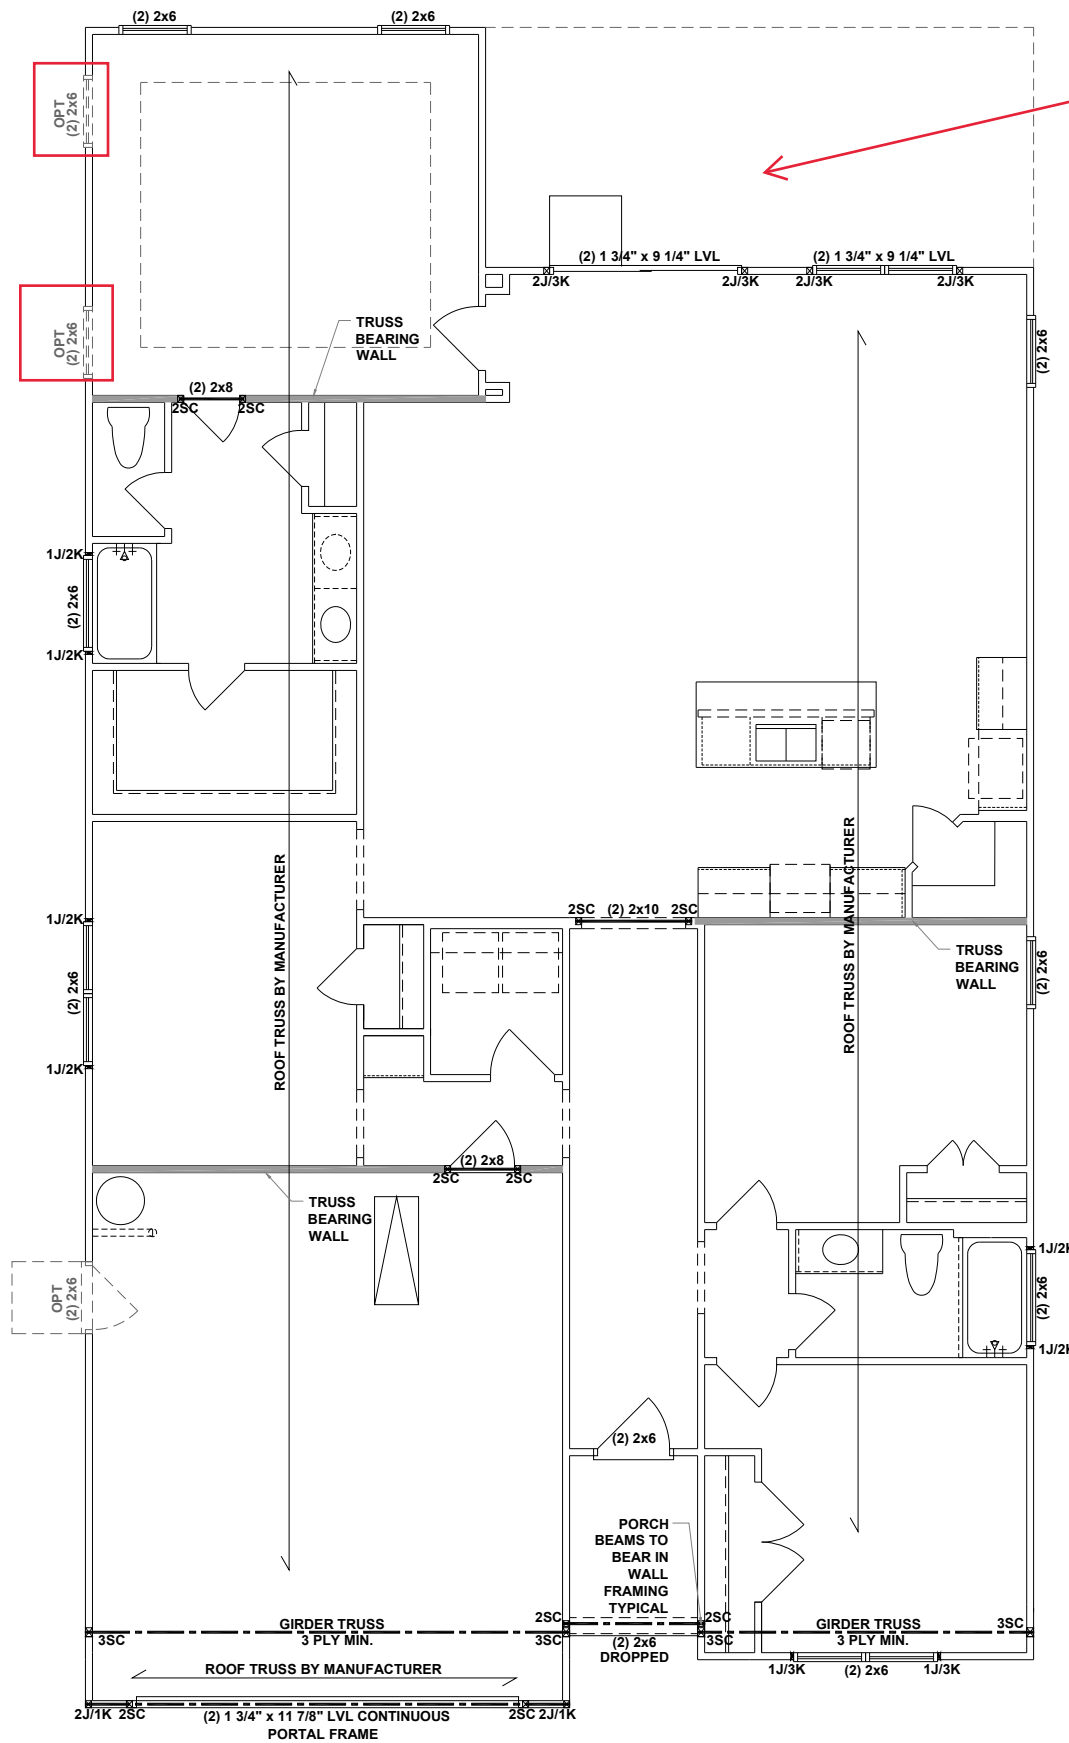 (2) 2x6
(2) 2x6
OPT
(2) 2x6
(2) 1 3/4" x 9 1/4" LVL
(2) 1 3/4" x 9 1/4" LVL
2J/3K
2J/3K
2J/3K
2J/3K
OPT
(2) 2x6
TRUSS
BEARING
WALL
(2) 2x6
(2) 2x8
2SC
2SC
1J/2K
(2) 2x6
1J/2K
ROOF TRUSS BY MANUFACTURER
ROOF TRUSS BY MANUFACTURER
1J/2K
(2) 2x6
1J/2K
2SC
(2) 2x10
2SC
TRUSS
BEARING
WALL
(2) 2x6
(2) 2x8
2SC
2SC
TRUSS
BEARING
WALL
OPT
(2) 2x6
1J/2K
(2) 2x6
1J/2K
(2) 2x6
PORCH
BEAMS TO
BEAR IN
WALL
FRAMING
TYPICAL
2SC
2SC
3SC
GIRDER TRUSS
3 PLY MIN.
3SC
(2) 2x6
DROPPED
3SC
GIRDER TRUSS
3 PLY MIN.
3SC
1J/3K
(2) 2x6
1J/3K
ROOF TRUSS BY MANUFACTURER
2J/1K
2SC
(2) 1 3/4" x 11 7/8" LVL CONTINUOUS
PORTAL FRAME
2SC
2J/1K